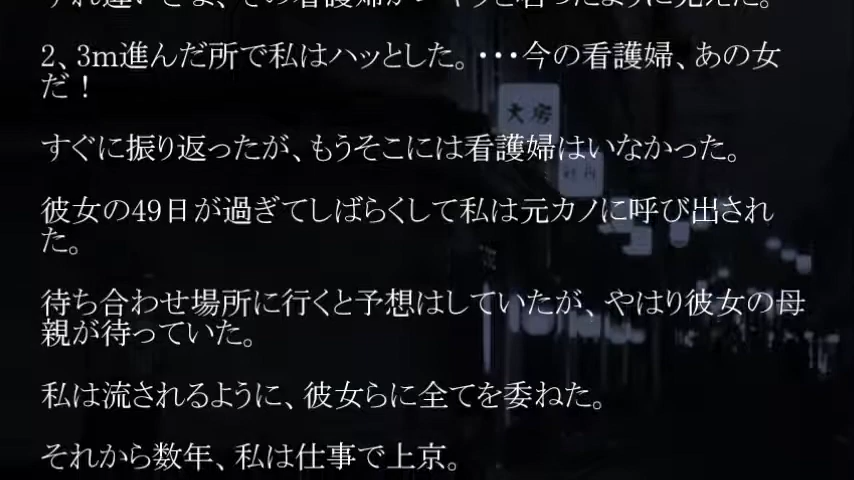 2、3m進んだ所で私はハッとした。・・・今の看護婦、あの女
だ！
すぐに振り返ったが、もうそこには看護婦はいなかった。
彼女の49日が過ぎてしばらくして私は元カノに呼び出され
た。
待ち合わせ場所に行くと予想はしていたが、やはり彼女の母
親が待っていた。
私は流されるように、彼女らに全てを委ねた。
それから数年、私は仕事で上京。
大房